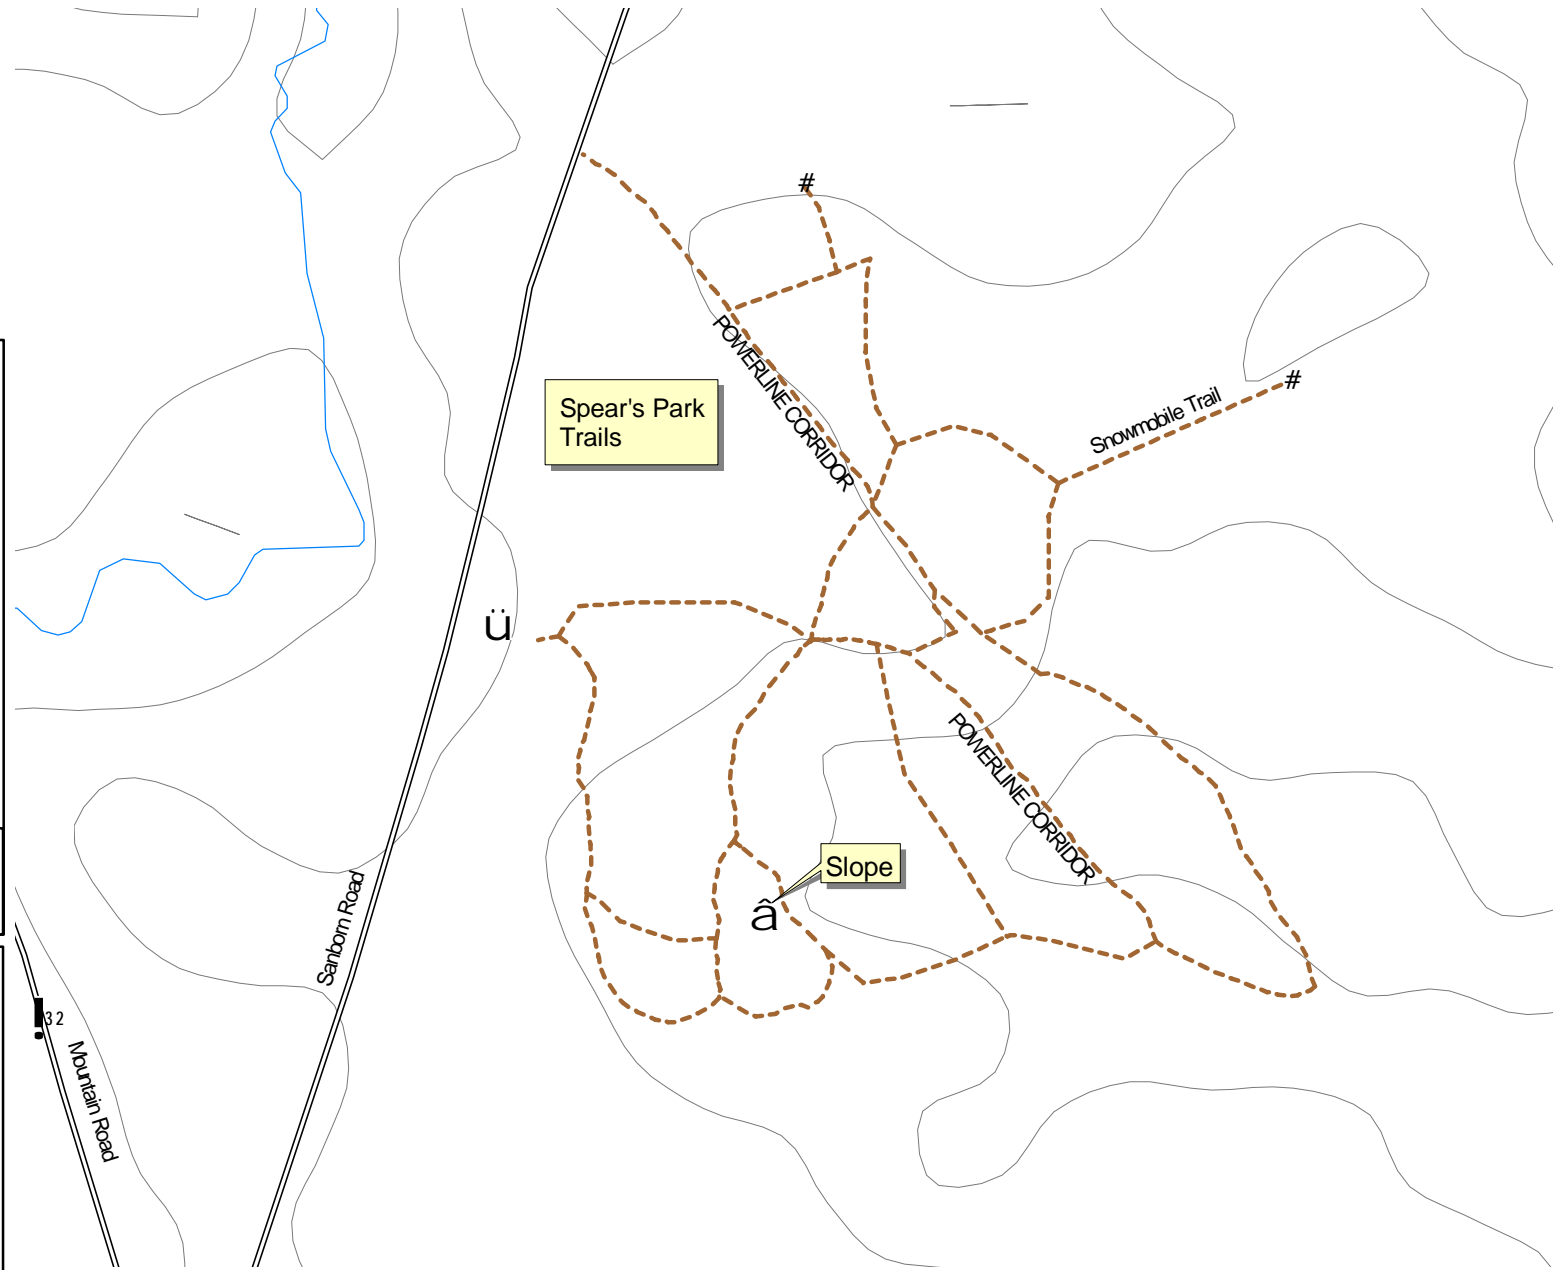 #
#
Snowmobile Trail
POWERLINE CORRIDOR
Spear's Park
Trails
ü
POWERLINE CORRIDOR
Slope
â
Sanborn Road
!32
Mountain Road